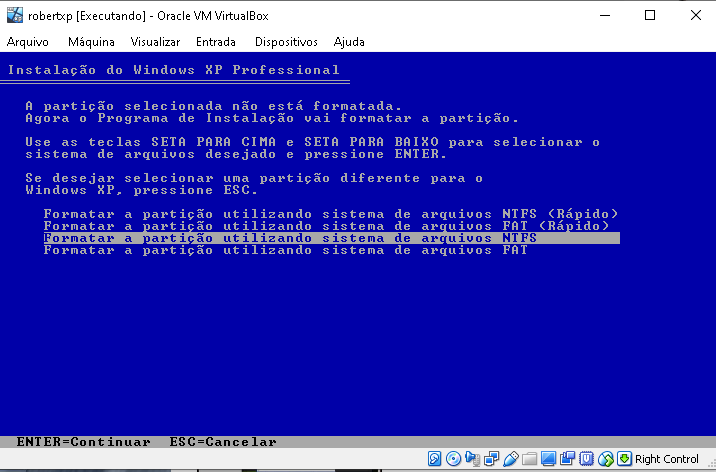 robertxp [Executando] - Oracle VM VirtualBox
Arquivo Máquina Visualizar Entrada Dispositivos Ajuda
Instalação do Windows XP Professional
A partição selecionada não está formatada.
Agora o Programa de Instalação vai formatar a partição.
Use as teclas SETA PARA CIMA e SETA PARA BAIXO para selecionar o
sistema de arquivos desejado e pressione ENTER.
Se desejar selecionar uma partição diferente para o
Windows XP, pressione ESC.
Formatar a partição utilizando sistema de arquivos NTFS (Rápido)
Formatar a partição utilizando sistema de arquivos FAT (Rápido)
Formatar a partição utilizando sistema de arquivos NTFS
Formatar a partição utilizando sistema de arquivos FAT
ENTER=Continuar ESC=Cancelar
Right Control